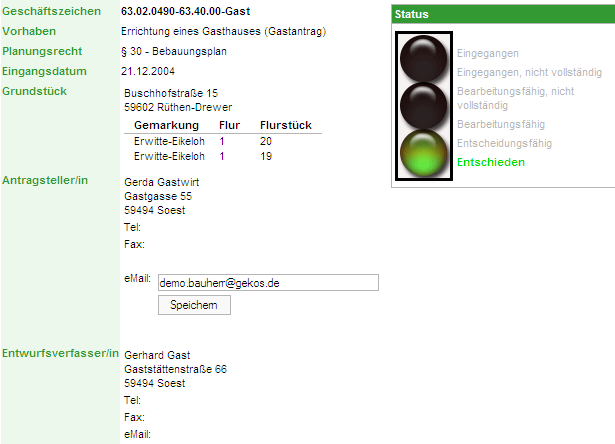 Geschäftszeichen 63.02.0490-63.40.00-Gast
Vorhaben Errichtung eines Gasthauses (Gastantrag)
Planungsrecht § 30 - Bebauungsplan
Eingangsdatum 21.12.2004
Grundstück Buschhofstraße 15
59602 Rüthen-Drewer
Gemarkung Flur Flurstück
Erwitte-Eikeloh 1 20
Erwitte-Eikeloh 1 19
Antragsteller/in Gerda Gastwirt
Gastgasse 55
59494 Soest
Tel:
Fax:
eMail: demo.bauherr@gekos.de
Speichern
Entwurfsverfasser/in Gerhard Gast
Gaststättenstraße 66
59494 Soest
Tel:
Fax:
eMail:
Status
Eingegangen
Eingegangen, nicht vollständig
Bearbeitungsfähig, nicht
vollständig
Bearbeitungsfähig
Entscheidungsfähig
Entschieden